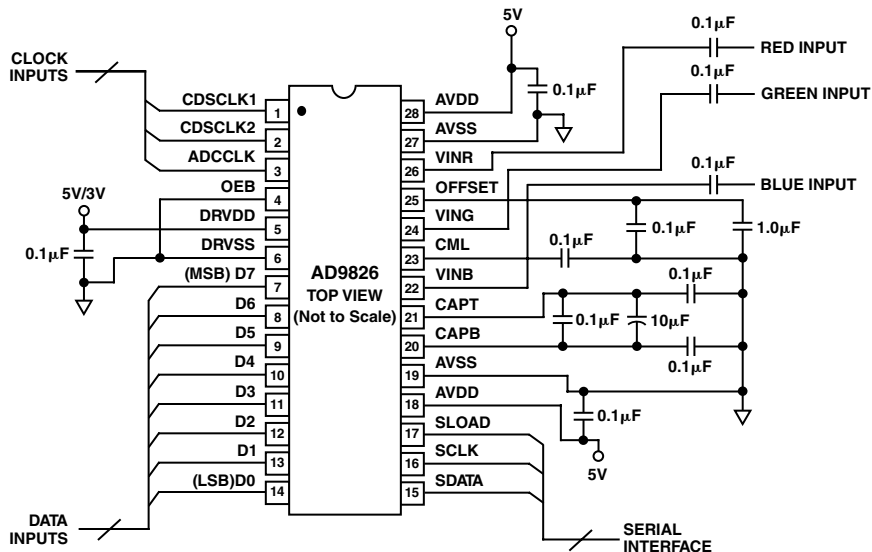 5V
0.1μF
RED INPUT
CLOCK
INPUTS
0.1μF
GREEN INPUT
CDSCLK1
1
28
AVDD
0.1μF
CDSCLK2
2
27
AVSS
ADCCLK
3
26
VINR
0.1μF
BLUE INPUT
5V/3V
OEB
4
25
OFFSET
DRVDD
5
24
VING
0.1μF
1.0μF
0.1μF
DRVSS
6
23
CML
0.1μF
AD9826
TOP VIEW
(Not to Scale)
(MSB) D7
7
22
VINB
D6
8
21
CAPT
0.1μF
0.1μF
10μF
D5
9
20
CAPB
0.1μF
D4
10
19
AVSS
D3
11
18
AVDD
0.1μF
5V
D2
12
17
SLOAD
D1
13
16
SCLK
(LSB)D0
14
15
SDATA
DATA
INPUTS
SERIAL
INTERFACE